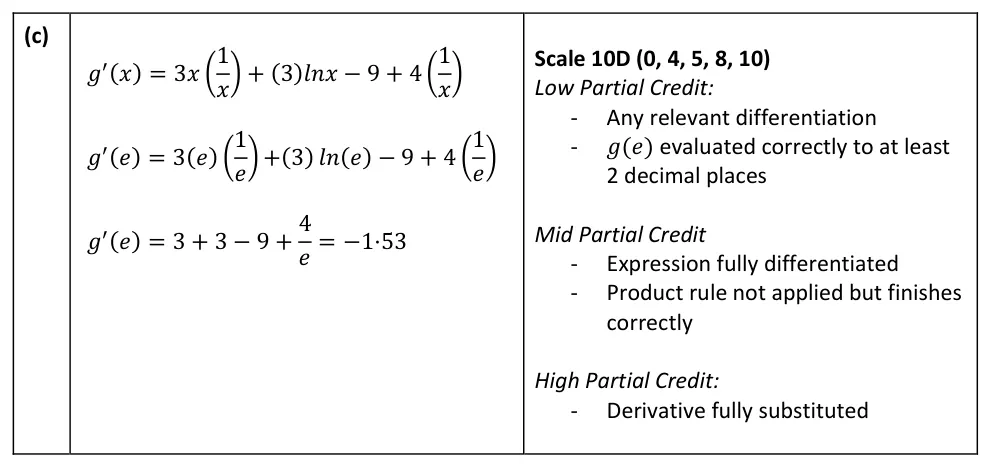 (c)
g′(x) = 3x(1/x) + (3)lnx − 9 + 4(1/x)
g′(e) = 3(e)(1/e) +(3) ln(e) − 9 + 4(1/e)
g′(e) = 3 + 3 − 9 + 4/e = −1·53
Scale 10D (0, 4, 5, 8, 10)
Low Partial Credit:
- Any relevant differentiation
- g(e) evaluated correctly to at least
2 decimal places
Mid Partial Credit
- Expression fully differentiated
- Product rule not applied but finishes
correctly
High Partial Credit:
- Derivative fully substituted